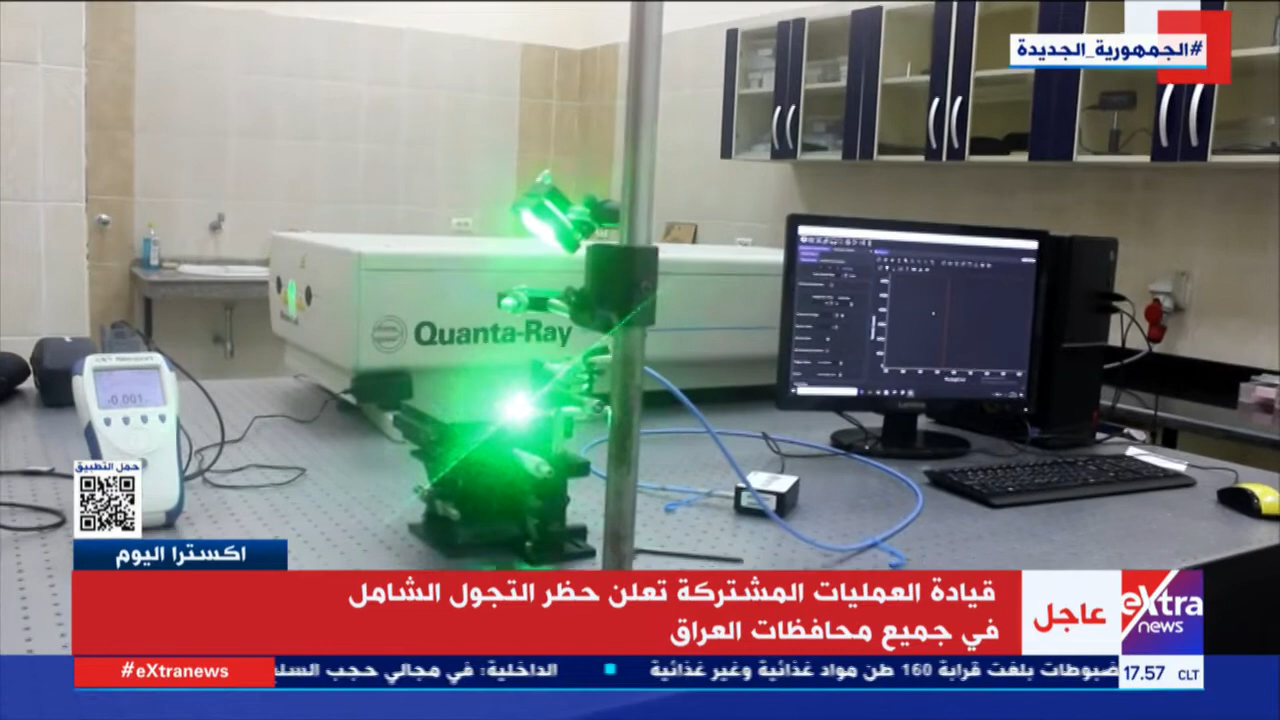 #الجمهورية_الجديدة
Quanta-Ray
-0.001
حمل التطبيق
اكسترا اليوم
قيادة العمليات المشتركة تعلن حظر التجول الشامل
في جميع محافظات العراق
عاجل
eXtra
news
#eXtranews
ضبوطات بلغت قرابة 160 طن مواد غذائية وغير غذائية
الداخلية: في مجالي حجب السل
17.57 CLT